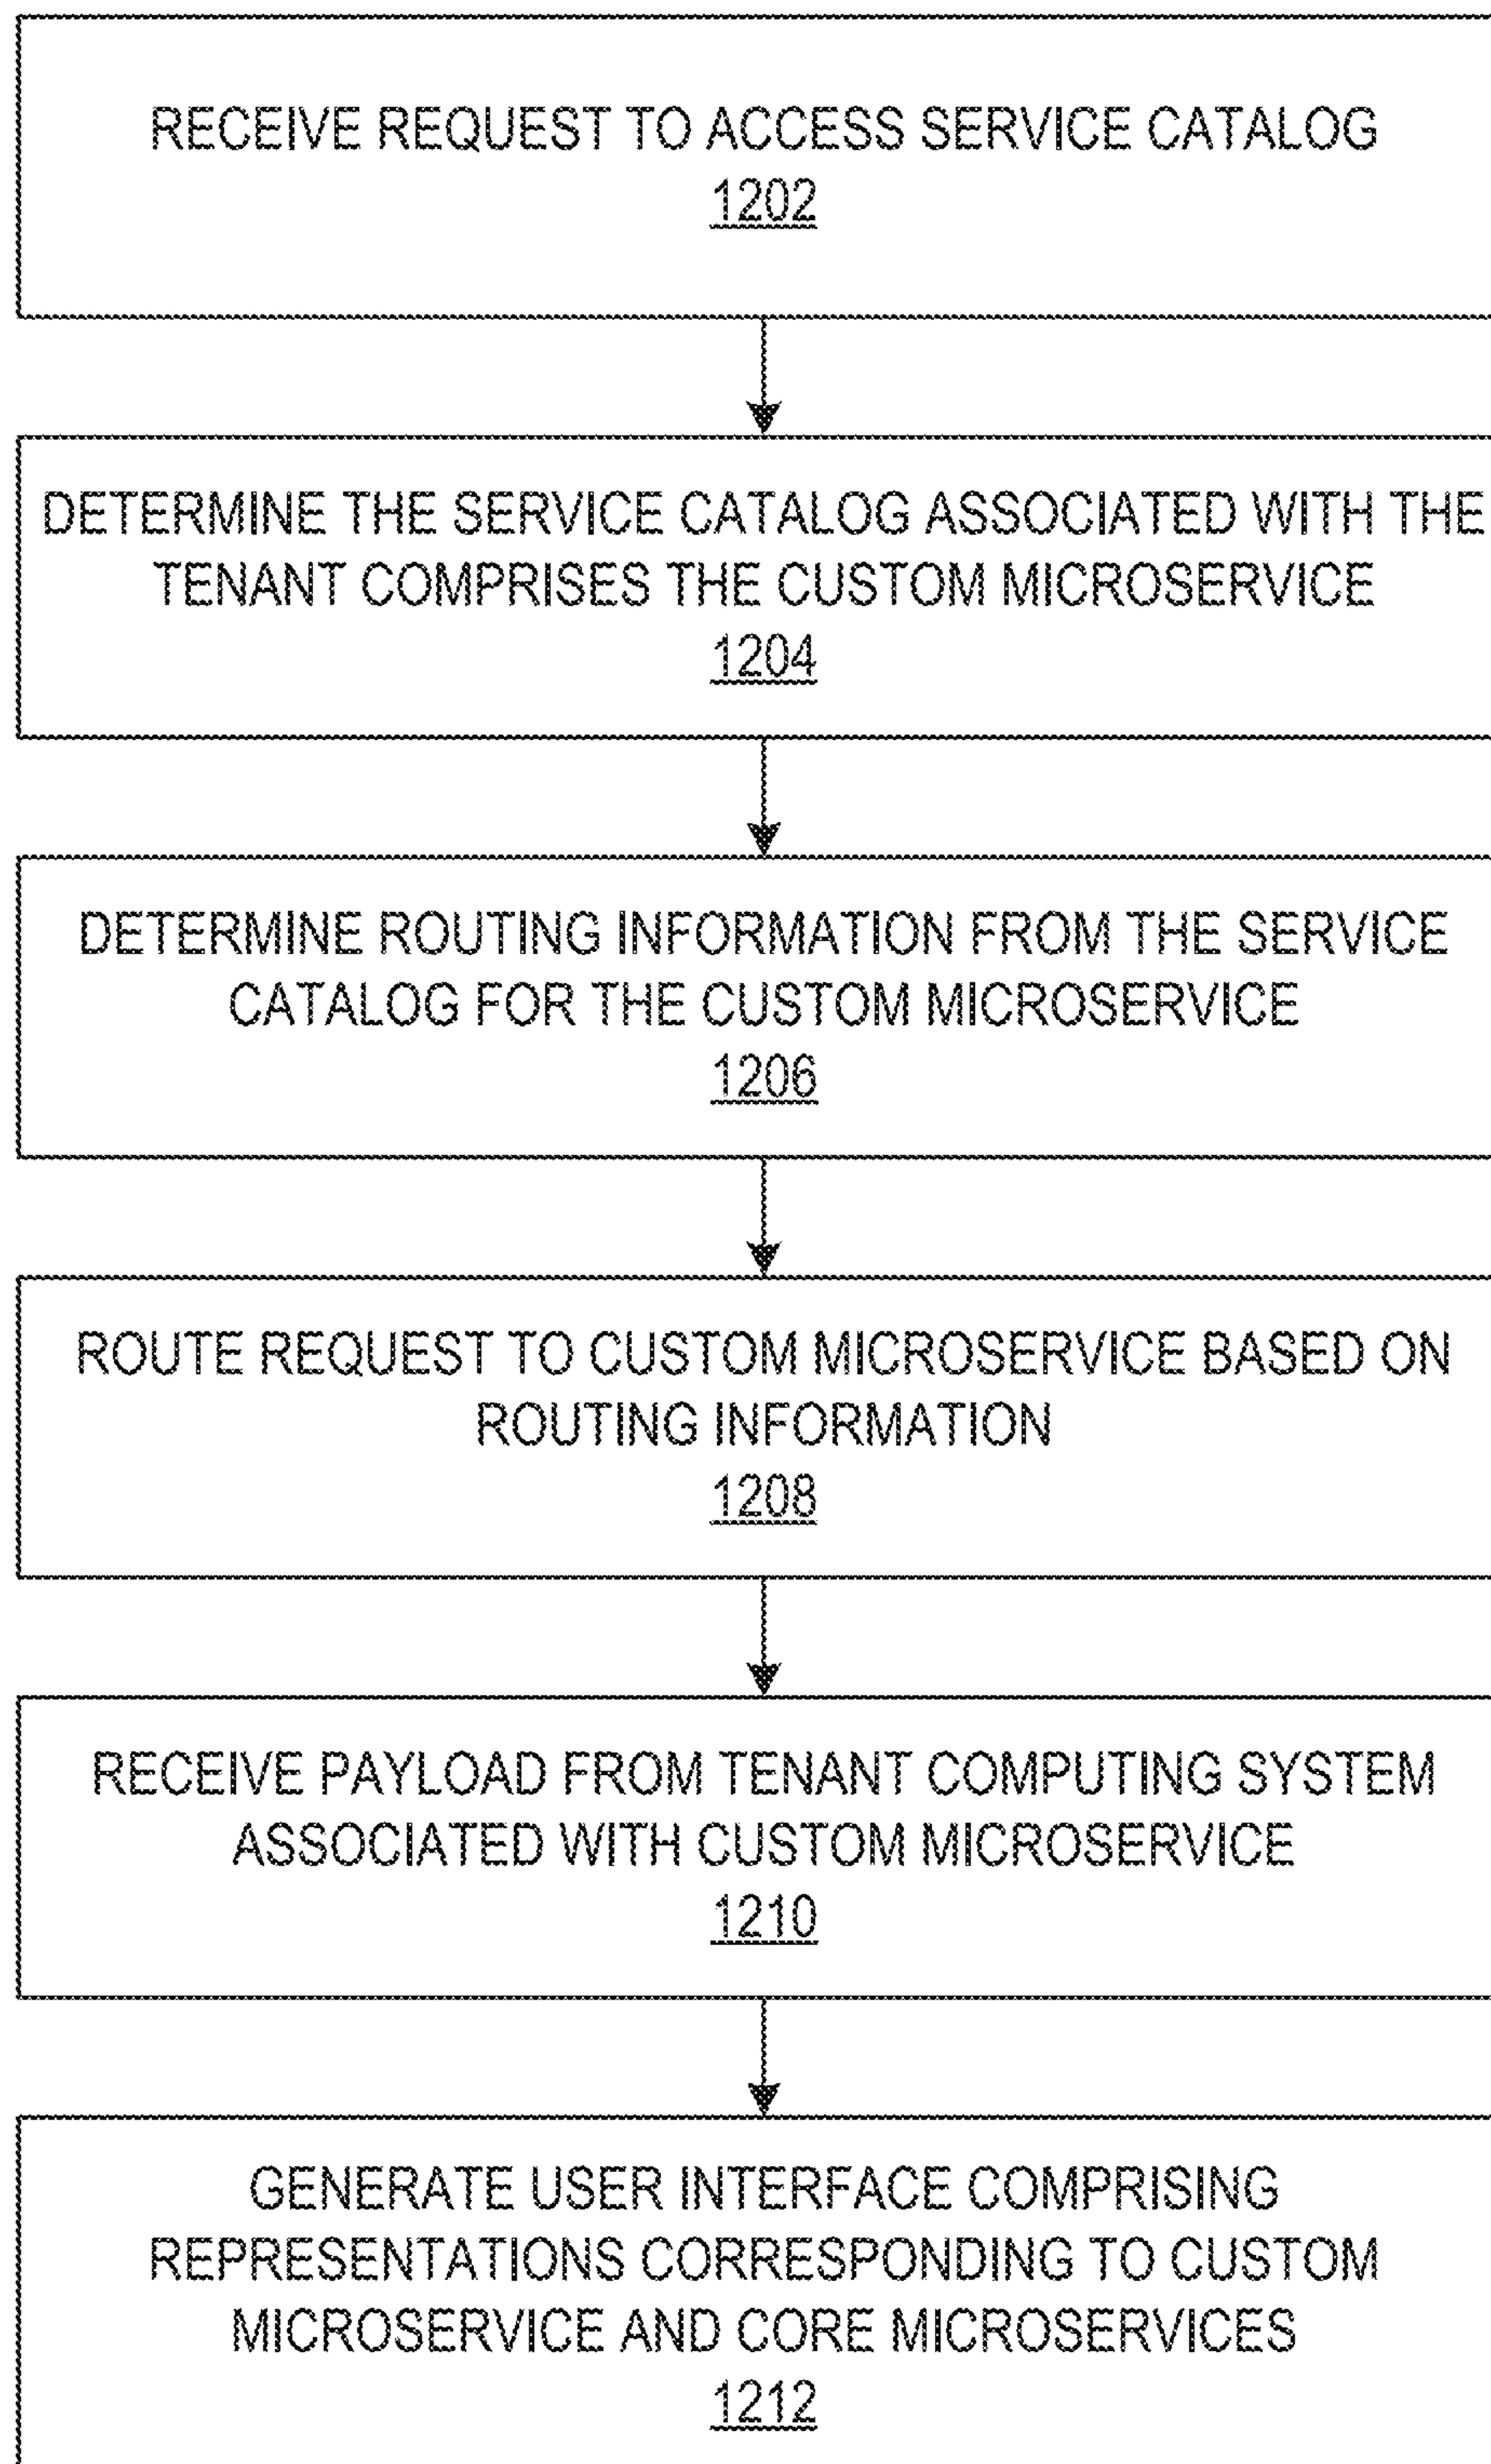 RECEIVE REQUEST TO ACCESS SERVICE CATALOG
1202
DETERMINE THE SERVICE CATALOG ASSOCIATED WITH THE
TENANT COMPRISES THE CUSTOM MICROSERVICE
1204
DETERMINE ROUTING INFORMATION FROM THE SERVICE
CATALOG FOR THE CUSTOM MICROSERVICE
1206
ROUTE REQUEST TO CUSTOM MICROSERVICE BASED ON
ROUTING INFORMATION
1208
RECEIVE PAYLOAD FROM TENANT COMPUTING SYSTEM
ASSOCIATED WITH CUSTOM MICROSERVICE
1210
GENERATE USER INTERFACE COMPRISING
REPRESENTATIONS CORRESPONDING TO CUSTOM
MICROSERVICE AND CORE MICROSERVICES
1212